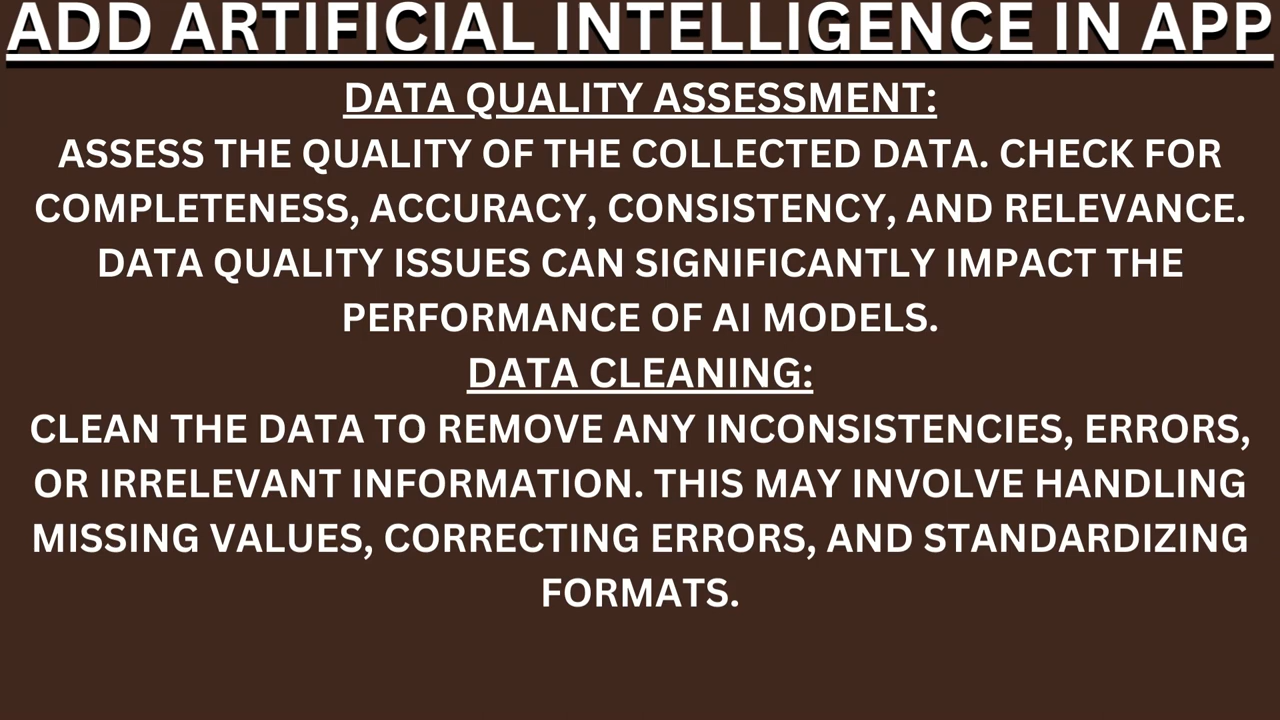 ADD ARTIFICIAL INTELLIGENCE IN APP
DATA QUALITY ASSESSMENT:
ASSESS THE QUALITY OF THE COLLECTED DATA. CHECK FOR
COMPLETENESS, ACCURACY, CONSISTENCY, AND RELEVANCE.
DATA QUALITY ISSUES CAN SIGNIFICANTLY IMPACT THE
PERFORMANCE OF AI MODELS.
DATA CLEANING:
CLEAN THE DATA TO REMOVE ANY INCONSISTENCIES, ERRORS,
OR IRRELEVANT INFORMATION. THIS MAY INVOLVE HANDLING
MISSING VALUES, CORRECTING ERRORS, AND STANDARDIZING
FORMATS.